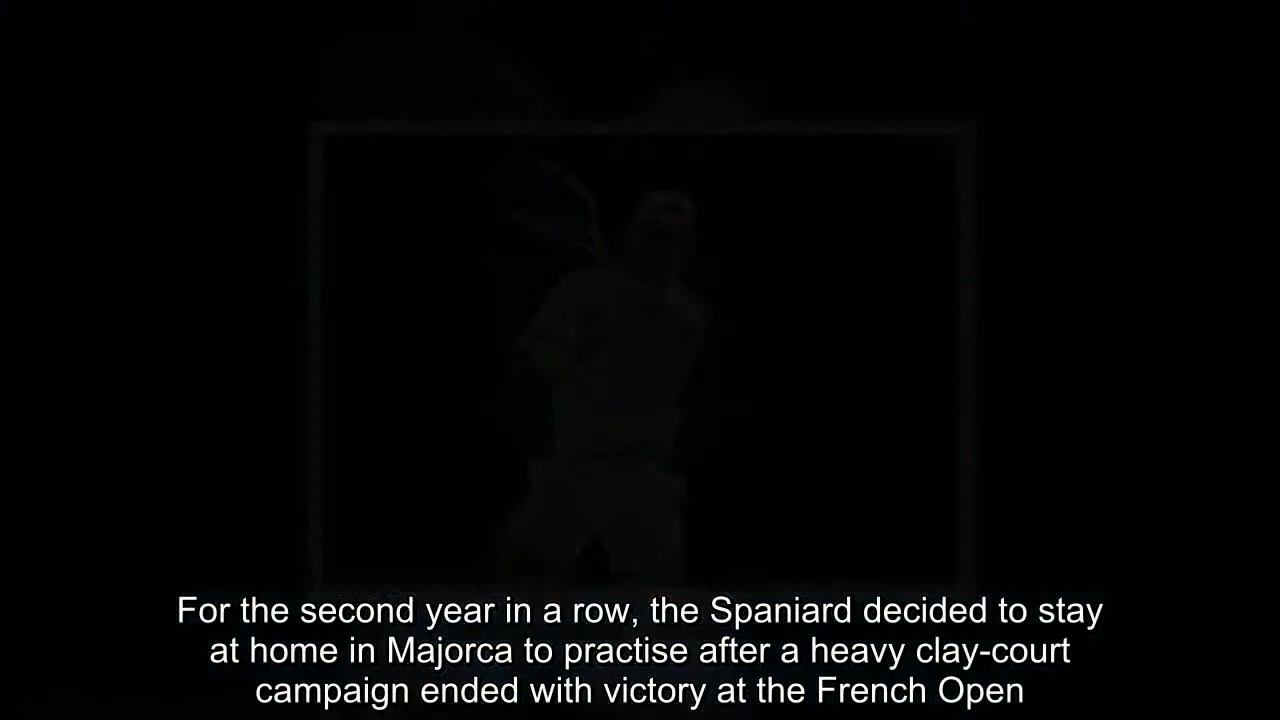 For the second year in a row, the Spaniard decided to stay
at home in Majorca to practise after a heavy clay-court
campaign ended with victory at the French Open